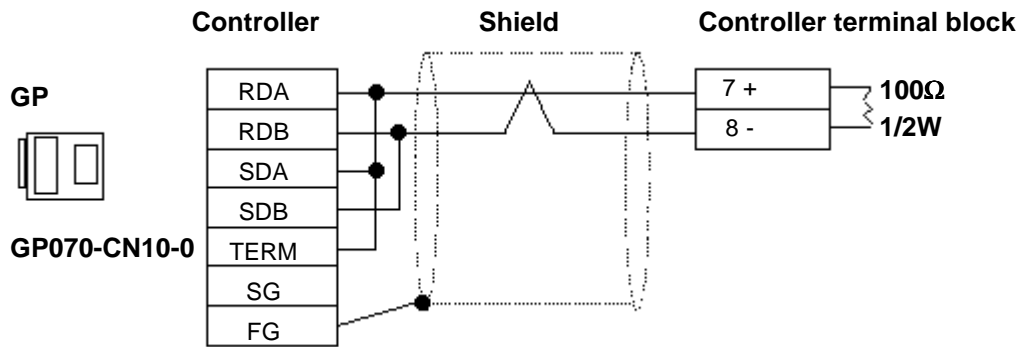 Controller Shield Controller terminal block
GP
RDA
RDB
SDA
SDB
TERM
SG
FG
GP070-CN10-0
7 +
8 -
100Ω
1/2W